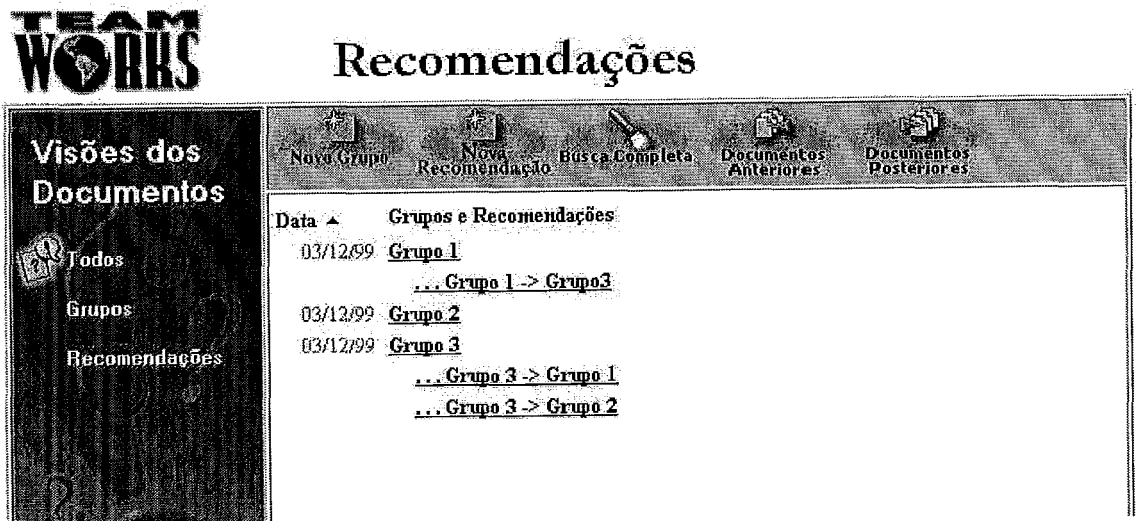 TEAM
WORKS
Recomendações
Visões dos
Documentos
Todos
Grupos
Recomendações
Novo Grupo
Nova
Recomendação
Busca Completa
Documentos
Anteriores
Documentos
Posteriores
Data Grupos e Recomendações
03/12/99 Grupo 1
... Grupo 1 -> Grupo3
03/12/99 Grupo 2
03/12/99 Grupo 3
... Grupo 3 -> Grupo 1
... Grupo 3 -> Grupo 2